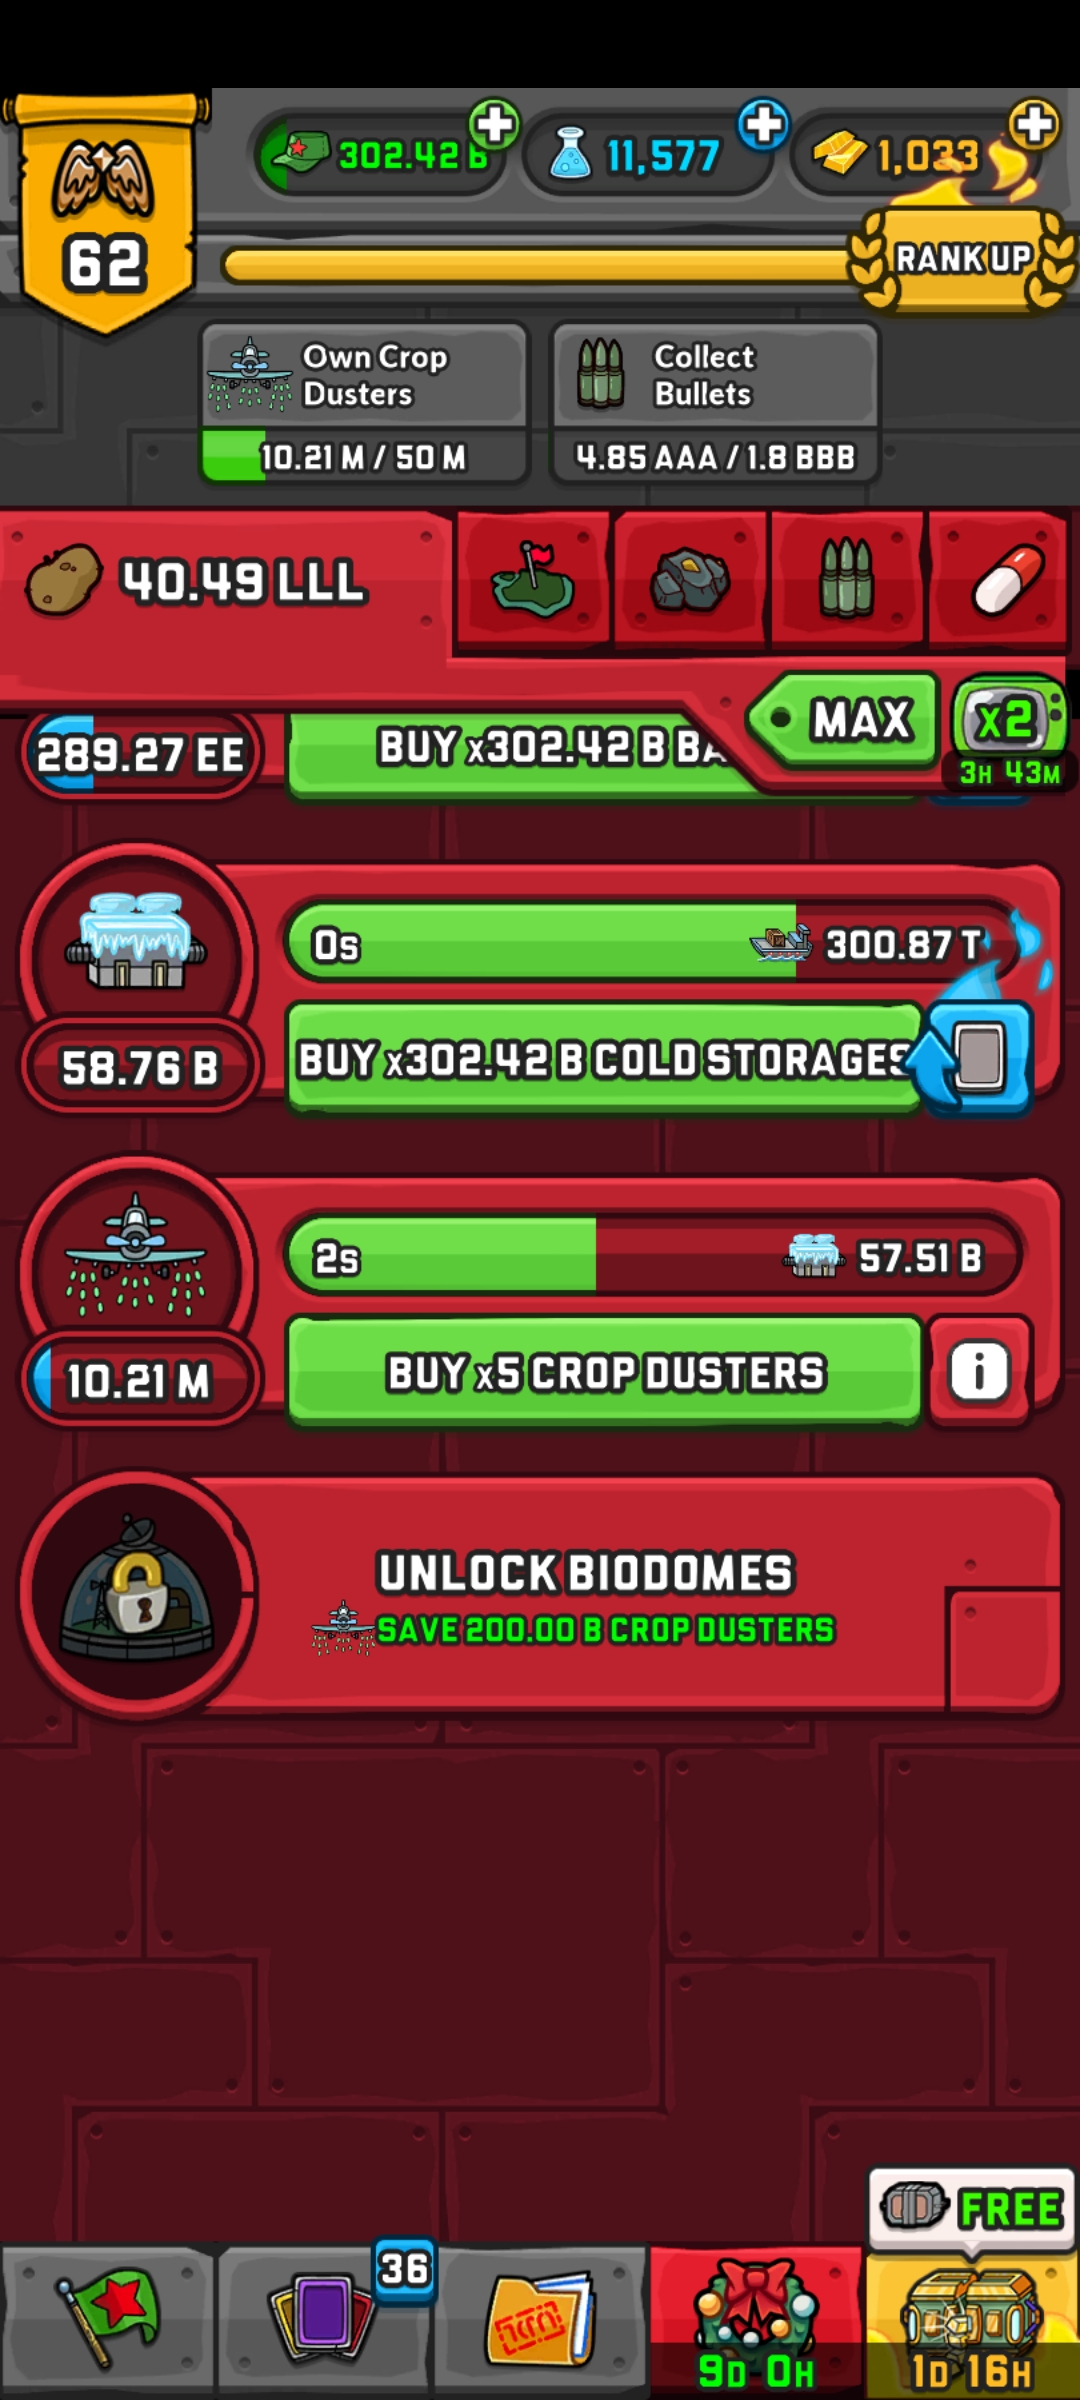 302.42 B
11,577
1,033
62
RANK UP
Own Crop
Dusters
10.21 M / 50 M
Collect
Bullets
4.85 AAA / 1.8 BBB
40.49 LLL
MAX
x2
3H 43M
289.27 EE
BUY x302.42 B BA
0s
300.87 T
58.76 B
BUY x302.42 B COLD STORAGES
2s
57.51 B
10.21 M
BUY x5 CROP DUSTERS
i
UNLOCK BIODOMES
SAVE 200.00 B CROP DUSTERS
FREE
36
9D 0H
1D 16H